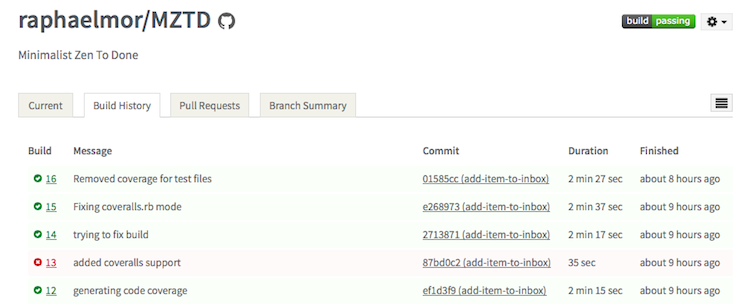 raphaelmor/MZTD build passing
Minimalist Zen To Done
Current Build History Pull Requests Branch Summary
Build Message Commit Duration Finished
16 Removed coverage for test files 01585cc (add-item-to-inbox) 2 min 27 sec about 8 hours ago
15 Fixing coveralls.rb mode e268973 (add-item-to-inbox) 2 min 37 sec about 9 hours ago
14 trying to fix build 2713871 (add-item-to-inbox) 2 min 17 sec about 9 hours ago
13 added coveralls support 87bd0c2 (add-item-to-inbox) 35 sec about 9 hours ago
12 generating code coverage ef1d3f9 (add-item-to-inbox) 2 min 15 sec about 9 hours ago